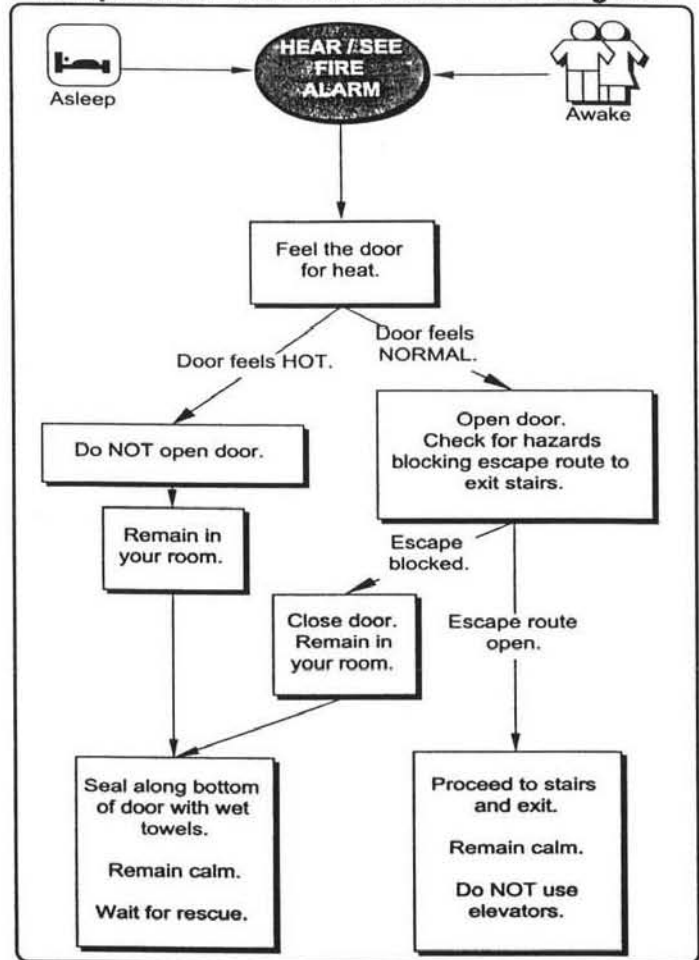 HEAR / SEE
FIRE
ALARM
Asleep
Awake
Feel the door
for heat.
Door feels HOT.
Door feels
NORMAL.
Do NOT open door.
Open door.
Check for hazards
blocking escape route to
exit stairs.
Remain in
your room.
Escape
blocked.
Close door.
Remain in
your room.
Escape route
open.
Seal along bottom
of door with wet
towels.
Remain calm.
Wait for rescue.
Proceed to stairs
and exit.
Remain calm.
Do NOT use
elevators.